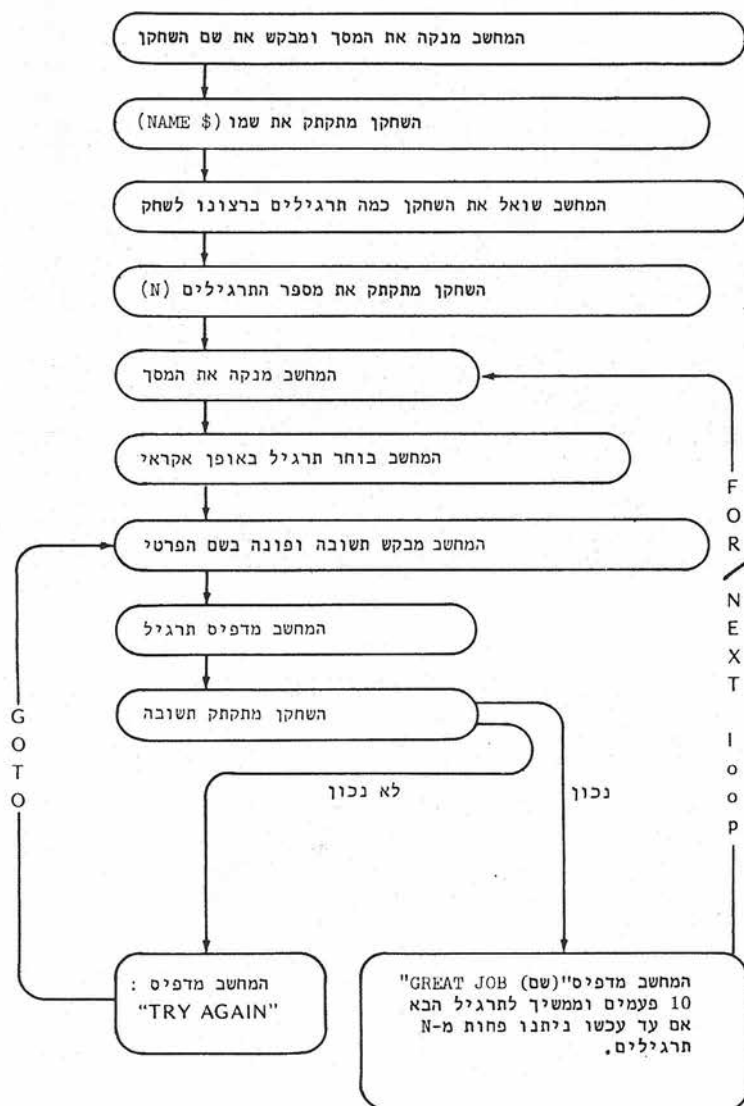 המחשב מנקה את המסך ומבקש את שם השחקן
השחקן מתקתק את שמו (NAME $)
המחשב שואל את השחקן כמה תרגילים ברצונו לשחק
השחקן מתקתק את מספר התרגילים (N)
המחשב מנקה את המסך
המחשב בוחר תרגיל באופן אקראי
המחשב מבקש תשובה ופונה בשם הפרטי
המחשב מדפיס תרגיל
השחקן מתקתק תשובה
נכון
לא נכון
FOR/NEXT loop
GOTO
המחשב מדפיס"(שם) GREAT JOB"
10 פעמים וממשיך לתרגיל הבא
אם עד עכשו ניתנו פחות מ-N
תרגילים.
המחשב מדפיס :
"TRY AGAIN"